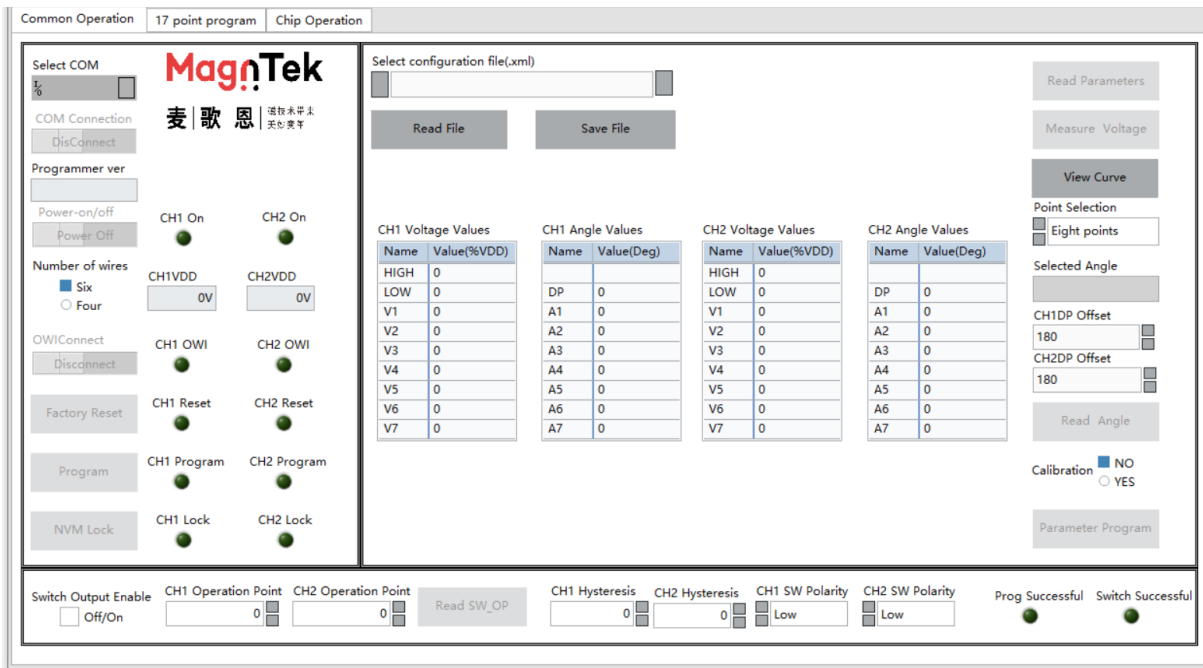 Common Operation
17 point program
Chip Operation
Select COM
MagnTek
麦 歌 恩
COM Connection
DisConnect
Programmer ver
Power-on/off
Power Off
CH1 On
CH2 On
Number of wires
Six
Four
CH1VDD
CH2VDD
0V
0V
OWIConnect
Disconnect
CH1 OWI
CH2 OWI
Factory Reset
CH1 Reset
CH2 Reset
Program
CH1 Program
CH2 Program
NVM Lock
CH1 Lock
CH2 Lock
Select configuration file(.xml)
Read File
Save File
CH1 Voltage Values
Name Value(%VDD)
HIGH 0
LOW 0
V1 0
V2 0
V3 0
V4 0
V5 0
V6 0
V7 0
CH1 Angle Values
Name Value(Deg)
DP 0
A1 0
A2 0
A3 0
A4 0
A5 0
A6 0
A7 0
CH2 Voltage Values
Name Value(%VDD)
HIGH 0
LOW 0
V1 0
V2 0
V3 0
V4 0
V5 0
V6 0
V7 0
CH2 Angle Values
Name Value(Deg)
DP 0
A1 0
A2 0
A3 0
A4 0
A5 0
A6 0
A7 0
Read Parameters
Measure Voltage
View Curve
Point Selection
Eight points
Selected Angle
CH1DP Offset
180
CH2DP Offset
180
Read Angle
Calibration
NO
YES
Parameter Program
Switch Output Enable
Off/On
CH1 Operation Point
0
CH2 Operation Point
0
Read SW_OP
CH1 Hysteresis
0
CH2 Hysteresis
0
CH1 SW Polarity
Low
CH2 SW Polarity
Low
Prog Successful
Switch Successful